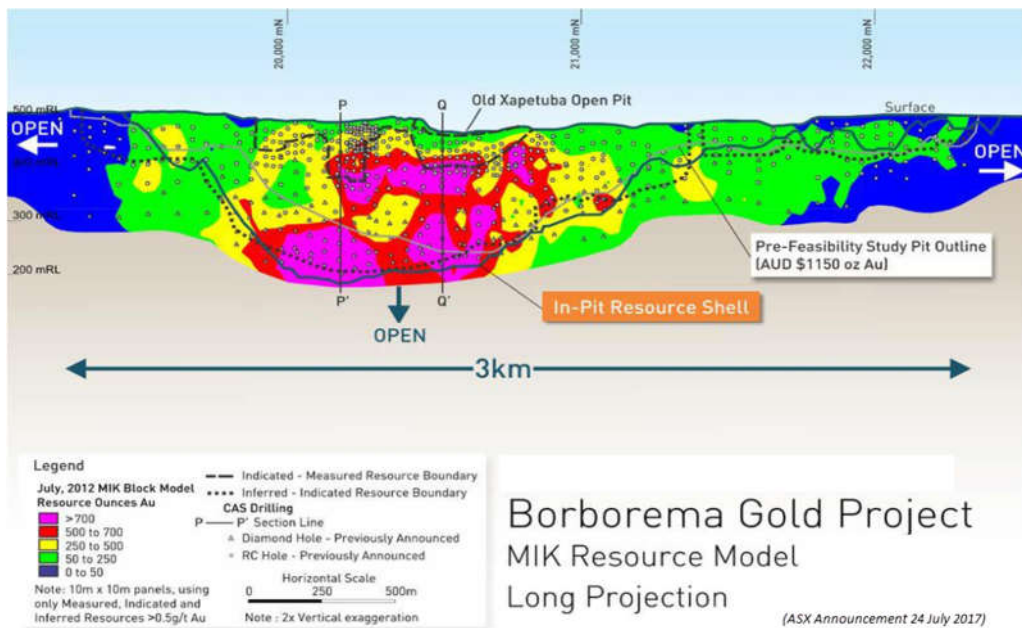 20,000 mN
21,000 mN
22,000 mN
500 mRL
P
Q
Old Xapetuba Open Pit
Surface
OPEN
OPEN
300 mRL
200 mRL
Pre-Feasibility Study Pit Outline
(AUD $1150 oz Au)
P'
Q'
In-Pit Resource Shell
OPEN
3km
Legend
July, 2012 MIK Block Model
Resource Ounces Au
>700
500 to 700
250 to 500
50 to 250
0 to 50
Note: 10m x 10m panels, using
only Measured, Indicated and
Inferred Resources >0.5g/t Au
Indicated - Measured Resource Boundary
Inferred - Indicated Resource Boundary
CAS Drilling
P P' Section Line
Diamond Hole - Previously Announced
RC Hole - Previously Announced
Horizontal Scale
0 250 500m
Note : 2x Vertical exaggeration
Borborema Gold Project
MIK Resource Model
Long Projection
(ASX Announcement 24 July 2017)